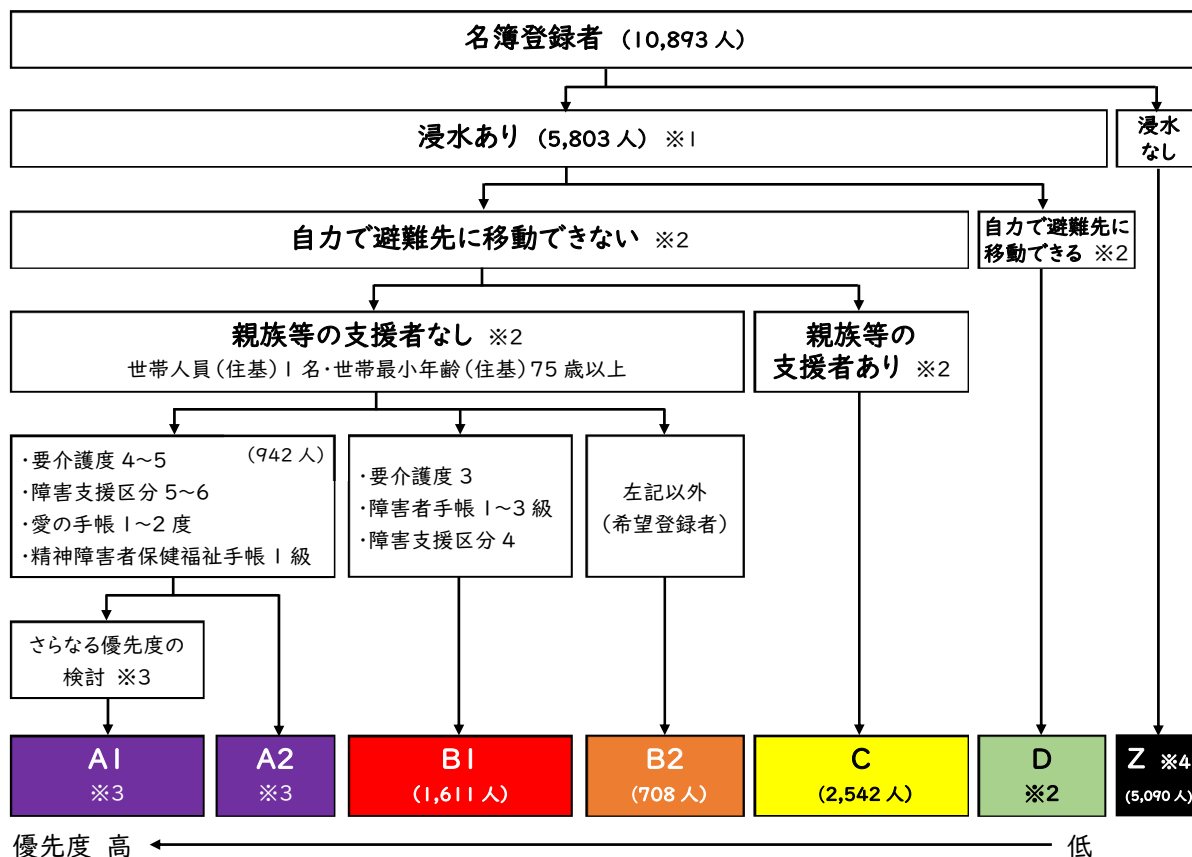 名簿登録者 (10,893人)
浸水あり (5,803人) ※1
浸水
なし
自力で避難先に移動できない ※2
自力で避難先に
移動できる ※2
親族等の支援者なし ※2
世帯人員(住基)1名・世帯最小年齢(住基)75歳以上
親族等の
支援者あり ※2
(942人)
・要介護度4~5
・障害支援区分5~6
・愛の手帳1~2度
・精神障害者保健福祉手帳1級
・要介護度3
・障害者手帳1~3級
・障害支援区分4
左記以外
(希望登録者)
さらなる優先度の
検討 ※3
A1
※3
A2
※3
B1
(1,611人)
B2
(708人)
C
(2,542人)
D
※2
Z ※4
(5,090人)
優先度 高
低